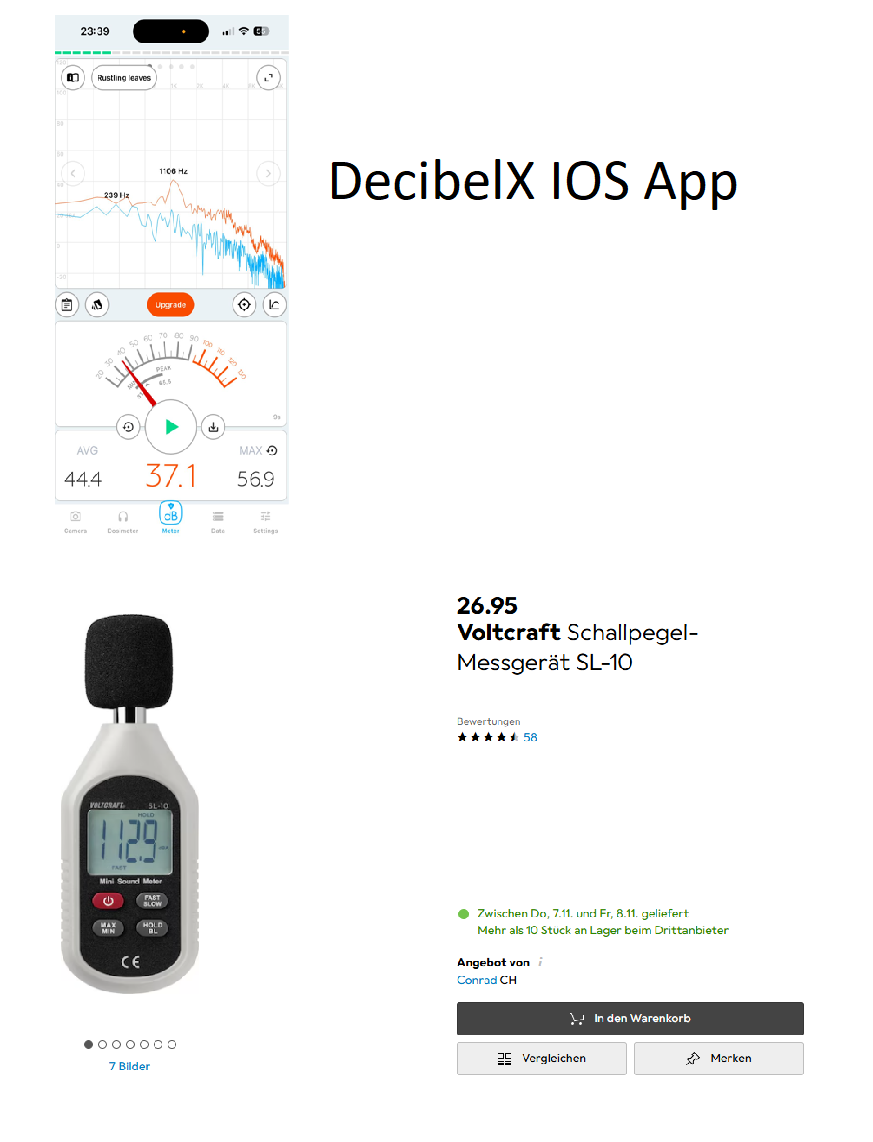 23:39
Rustling leaves
1106 Hz
239 Hz
DecibelX IOS App
Upgrade
20 30 40 50 60 70 80 90 100
PEAK
AVG
MAX
44.4
37.1
56.9
dB
Camera
Dosimeter
Meter
Data
Settings
26.95
Voltcraft Schallpegel-
Messgerät SL-10
Bewertungen
58
VOLTCRAFT SL-10
HOLD
112.9
FAST
Mini Sound Meter
FAST
SLOW
MAX
MIN
HOLD
BL
CE
Zwischen Do, 7.11. und Fr, 8.11. geliefert
Mehr als 10 Stück an Lager beim Drittanbieter
Angebot von i
Conrad CH
In den Warenkorb
Vergleichen
Merken
7 Bilder